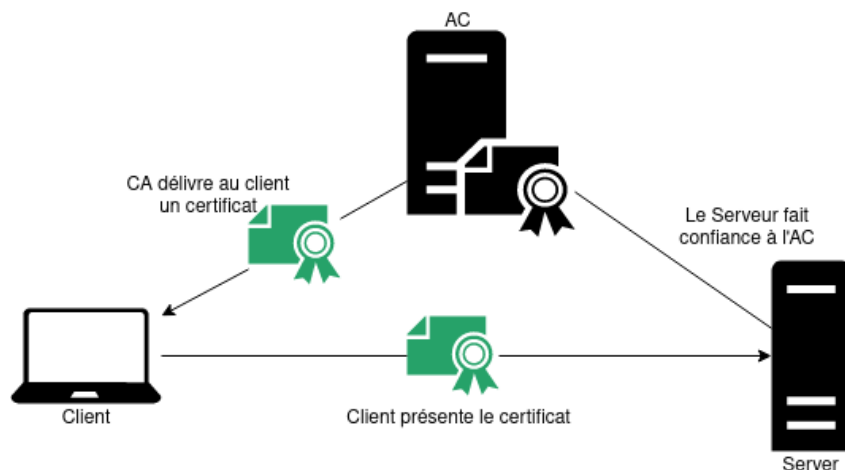 AC
CA délivre au client
un certificat
Le Serveur fait
confiance à l'AC
Client
Client présente le certificat
Server